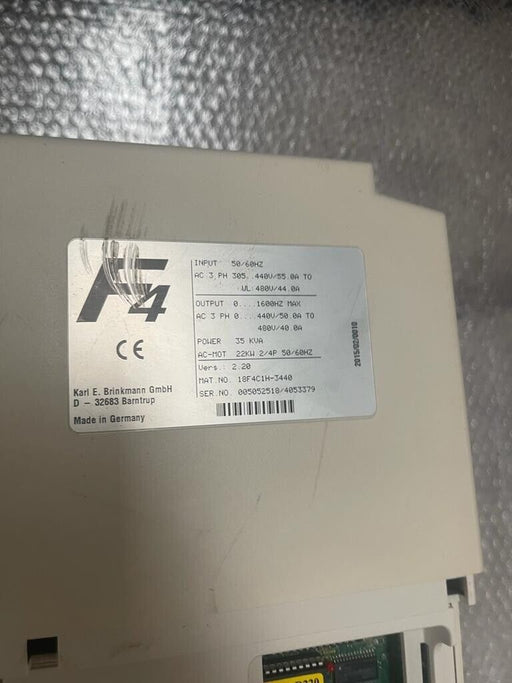 F4
CE
Karl E. Brinkmann GmbH
D – 32683 Barntrup
Made in Germany
INPUT 50/60HZ
AC 3 PH 305..440V/55.0A TO
UL:480V/44.0A
OUTPUT 0....1600HZ MAX
AC 3 PH 0....440V/50.0A TO
480V/40.0A
POWER 35 KVA
AC-MOT 22KW 2/4P 50/60HZ
Vers.: 2.20
MAT.NO. 18F4C1H-3440
SER.NO. 005052518/4053379
2015/02/0010